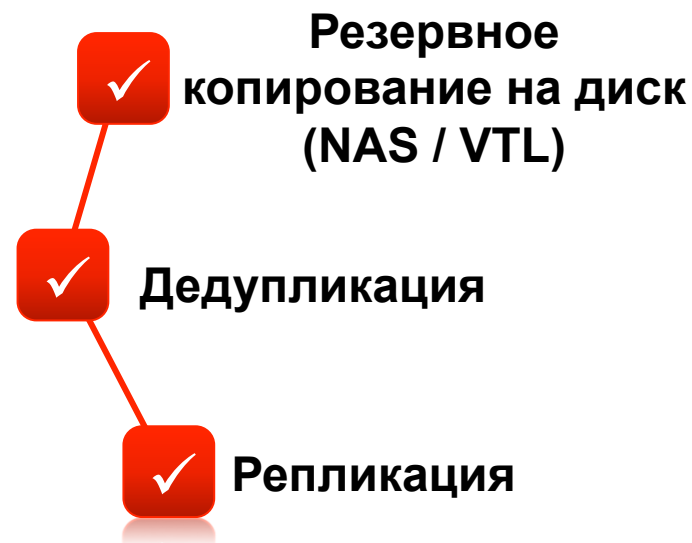 Резервное
копирование на диск
(NAS / VTL)
Дедупликация
Репликация